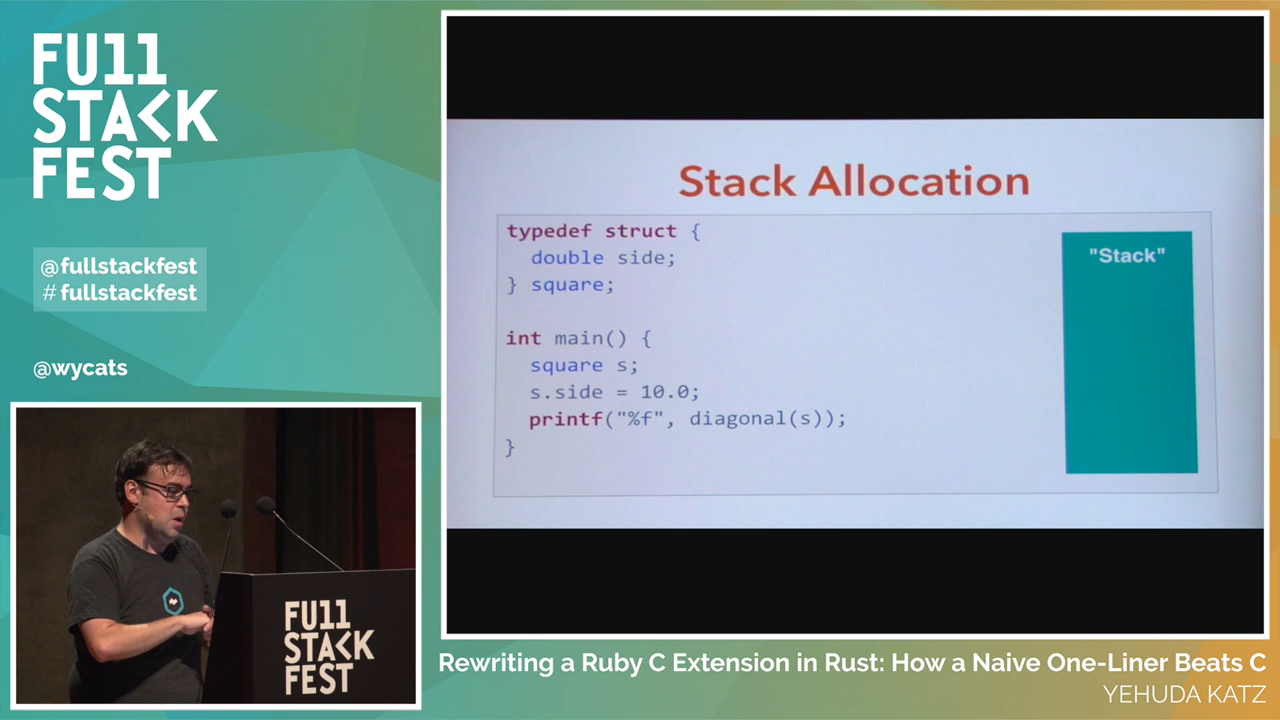 FULL
STACK
FEST
@fullstackfest
# fullstackfest
@wycats
FULL
STACK
FEST
Stack Allocation
typedef struct {
double side;
} square;
int main() {
square s;
s.side = 10.0;
printf("%f", diagonal(s));
}
"Stack"
Rewriting a Ruby C Extension in Rust: How a Naive One-Liner Beats C
YEHUDA KATZ